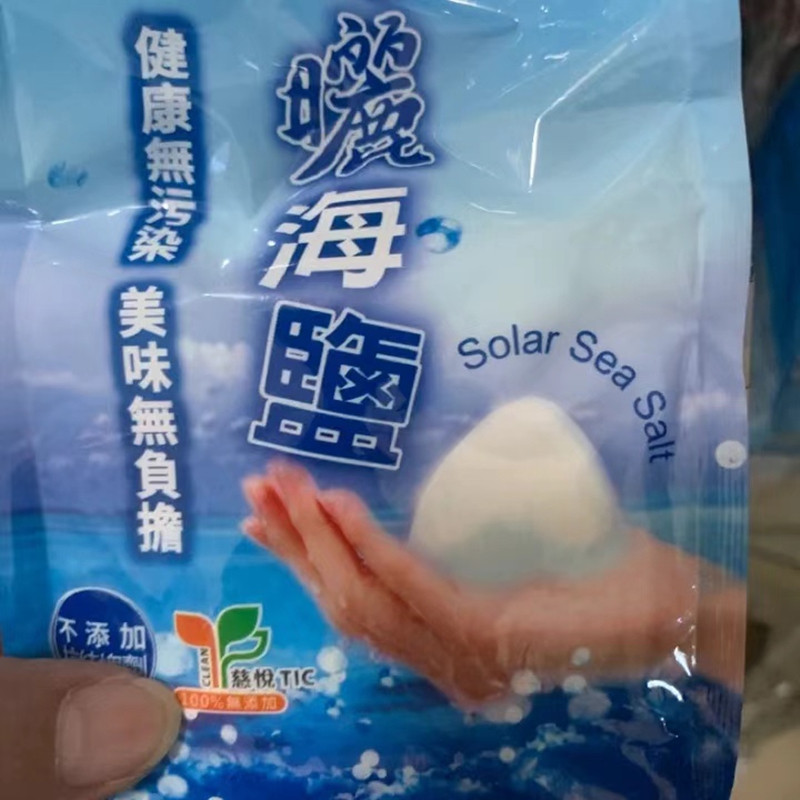 曬海鹽
健康無污染
美味無負擔
Solar Sea Salt
不添加
CLEAN
慈悅TIC
100%無添加